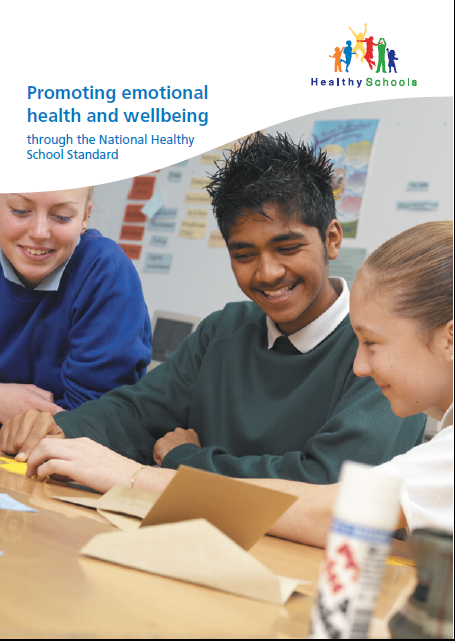 Healthy Schools
Promoting emotional
health and wellbeing
through the National Healthy
School Standard